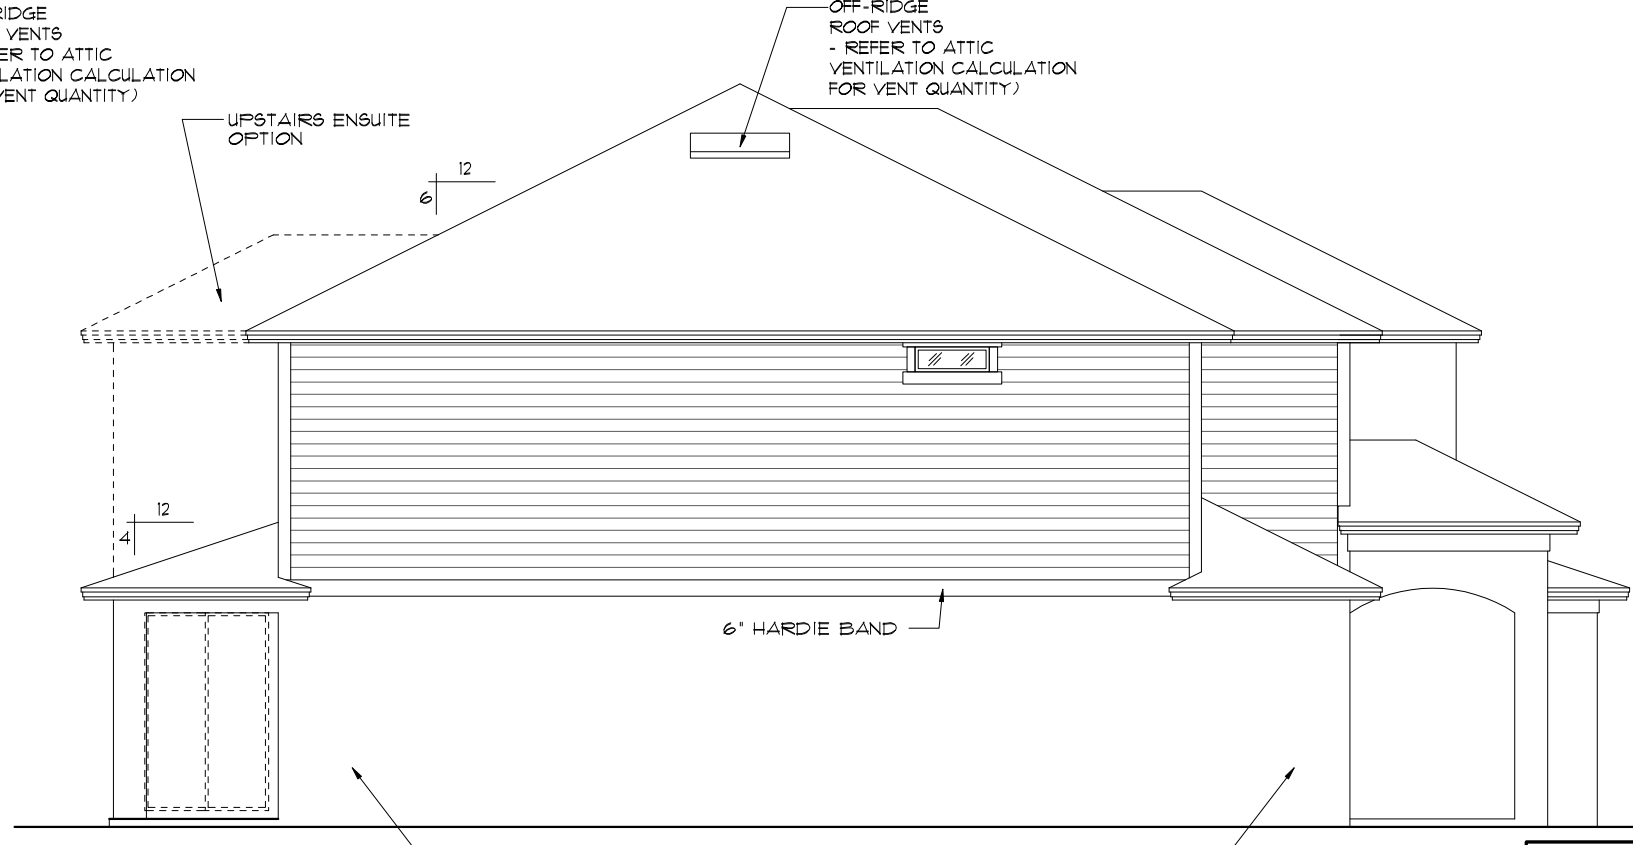 RIDGE
VENTS
ER TO ATTIC
LATION CALCULATION
VENT QUANTITY)
OFF-RIDGE
ROOF VENTS
- REFER TO ATTIC
VENTILATION CALCULATION
FOR VENT QUANTITY)
UPSTAIRS ENSUITE
OPTION
12
6
12
4
6" HARDIE BAND